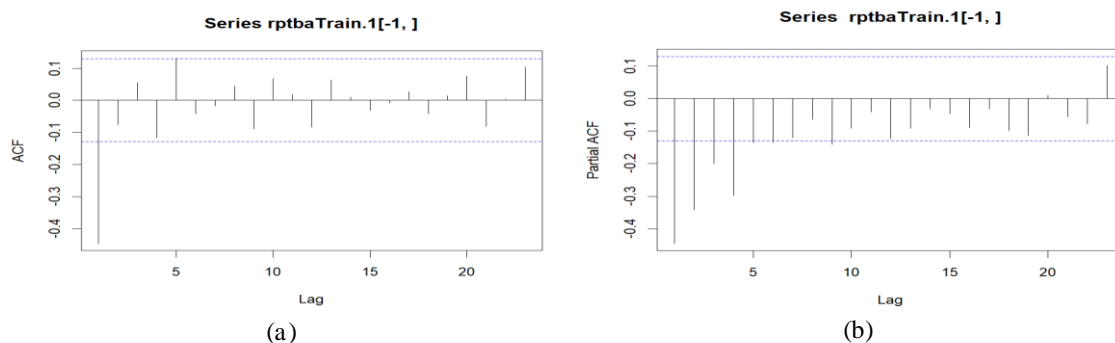 Series rptbaTrain.1[-1, ]
ACF
0.1
0.0
-0.1
-0.2
-0.3
-0.4
5
10
15
20
Lag
(a)
Series rptbaTrain.1[-1, ]
Partial ACF
0.1
0.0
-0.1
-0.2
-0.3
-0.4
5
10
15
20
Lag
(b)